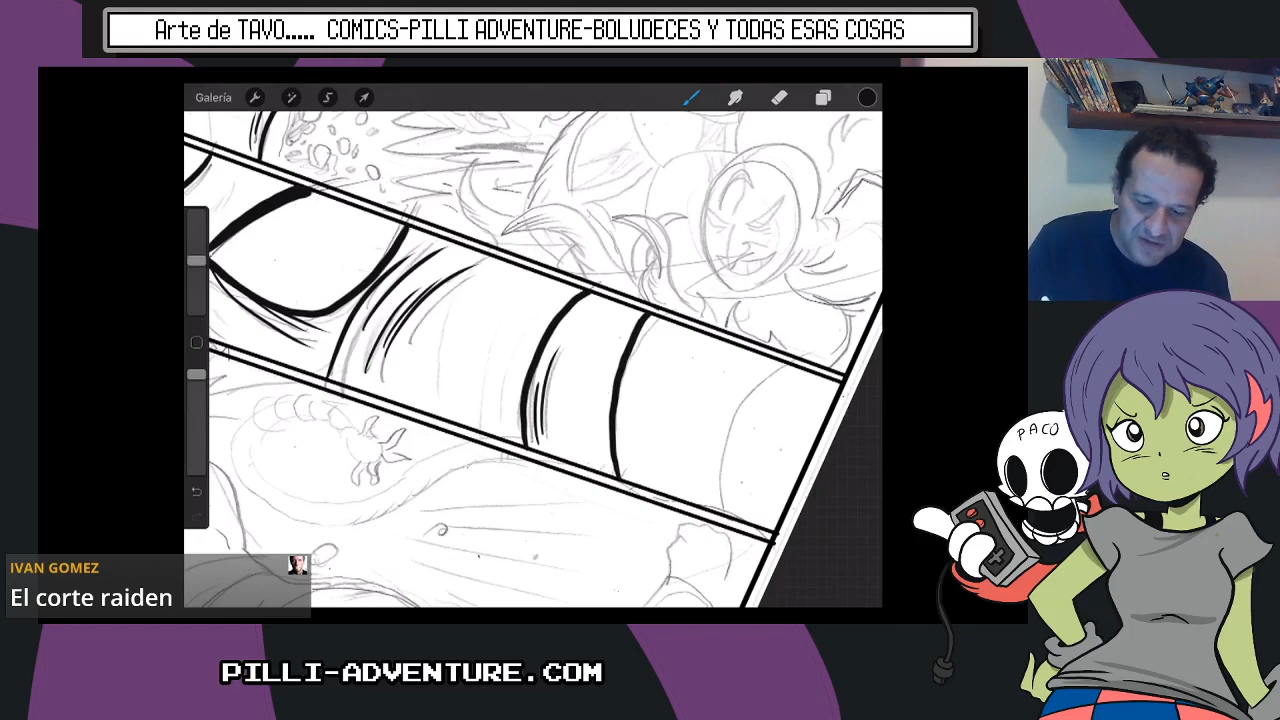 Arte de TAVO..... COMICS-PILLI ADVENTURE-BOLUDECES Y TODAS ESAS COSAS
Galería
PACO
IVAN GOMEZ
El corte raiden
PILLI-ADVENTURE.COM